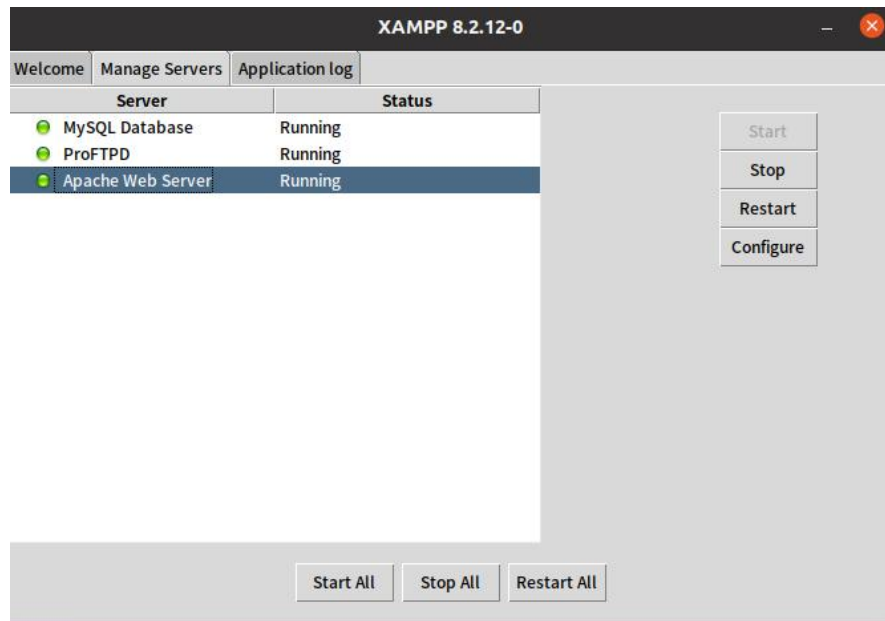 XAMPP 8.2.12-0
Welcome Manage Servers Application log
Server Status
MySQL Database Running
ProFTPD Running
Apache Web Server Running
Start
Stop
Restart
Configure
Start All Stop All Restart All